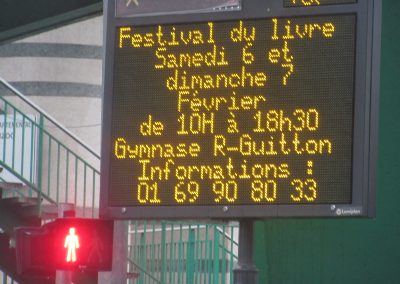 Festival du livre
Samedi 6 et
dimanche 7
Février
de 10H à 18h30
Gymnase R-Guitton
Informations :
01 69 90 80 33